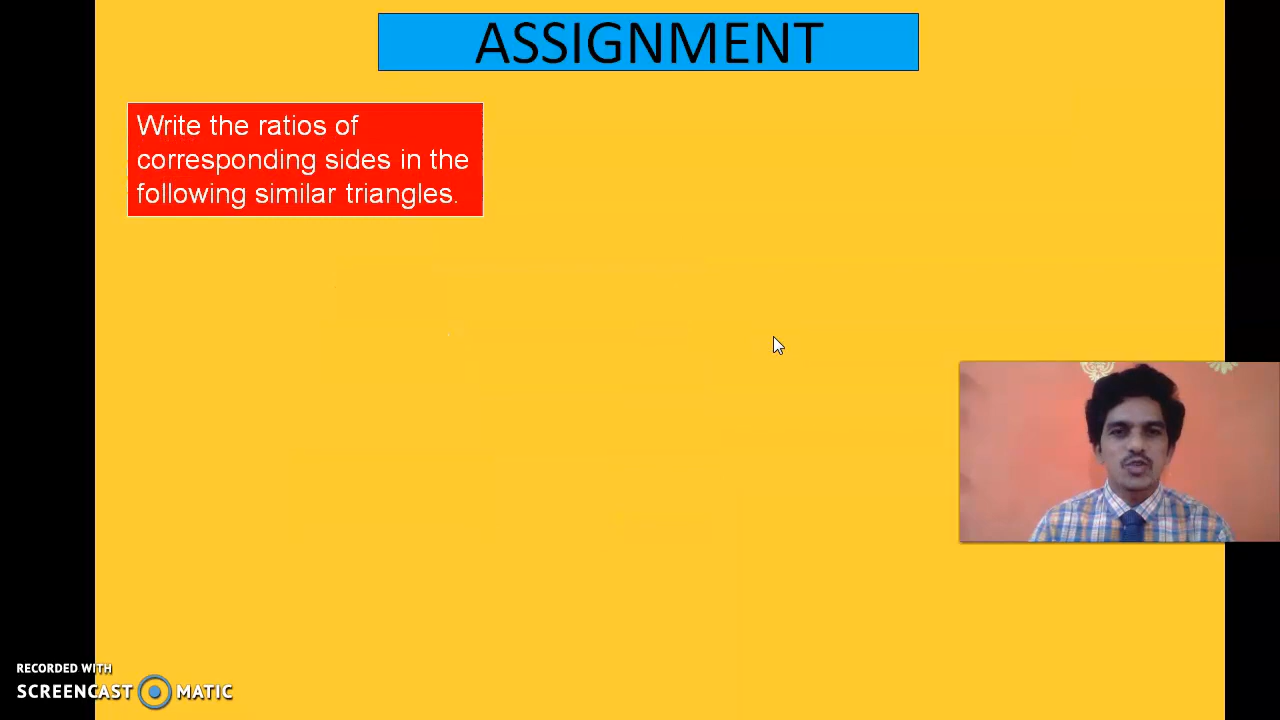 ASSIGNMENT
Write the ratios of
corresponding sides in the
following similar triangles.
RECORDED WITH
SCREENCAST MATIC